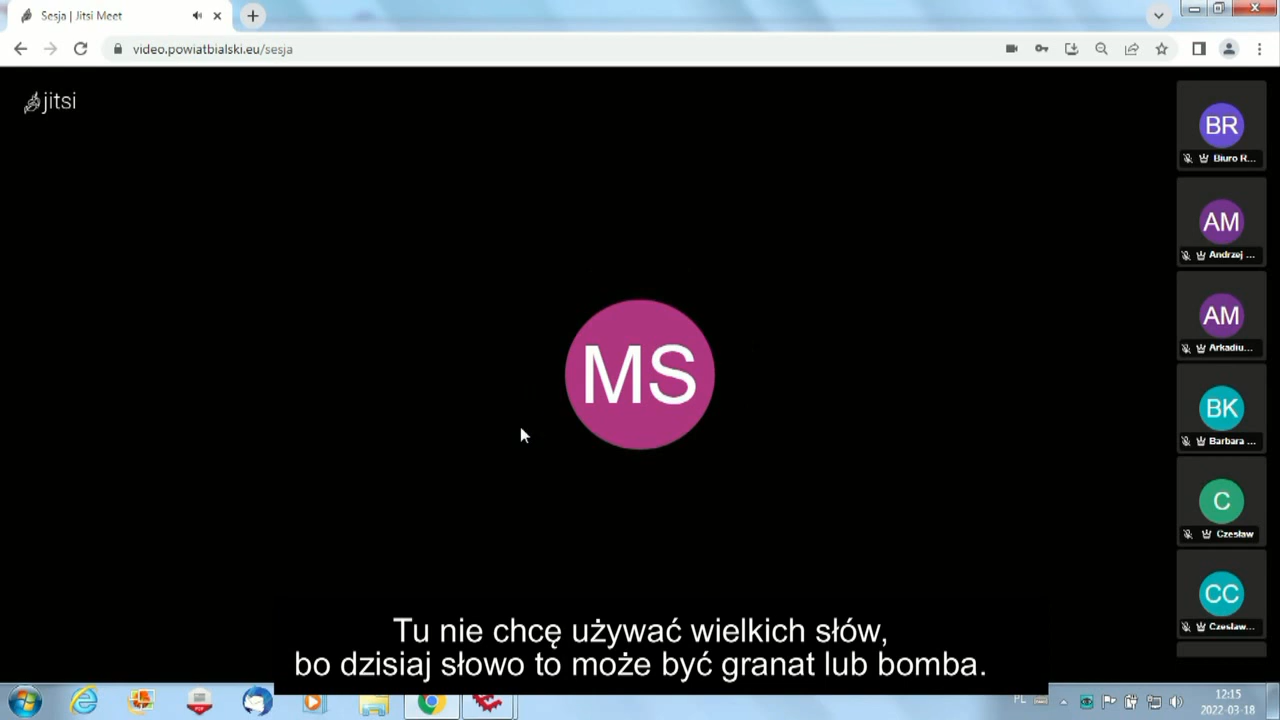 Sesja | Jitsi Meet
video.powiatbialski.eu/sesja
jitsi
BR
Biuro R...
AM
Andrzej ...
AM
Arkadiu...
BK
Barbara ...
C
Czesław
CC
Czesław...
MS
Tu nie chcę używać wielkich słów,
bo dzisiaj słowo to może być granat lub bomba.
PL
12:15
2022-03-18